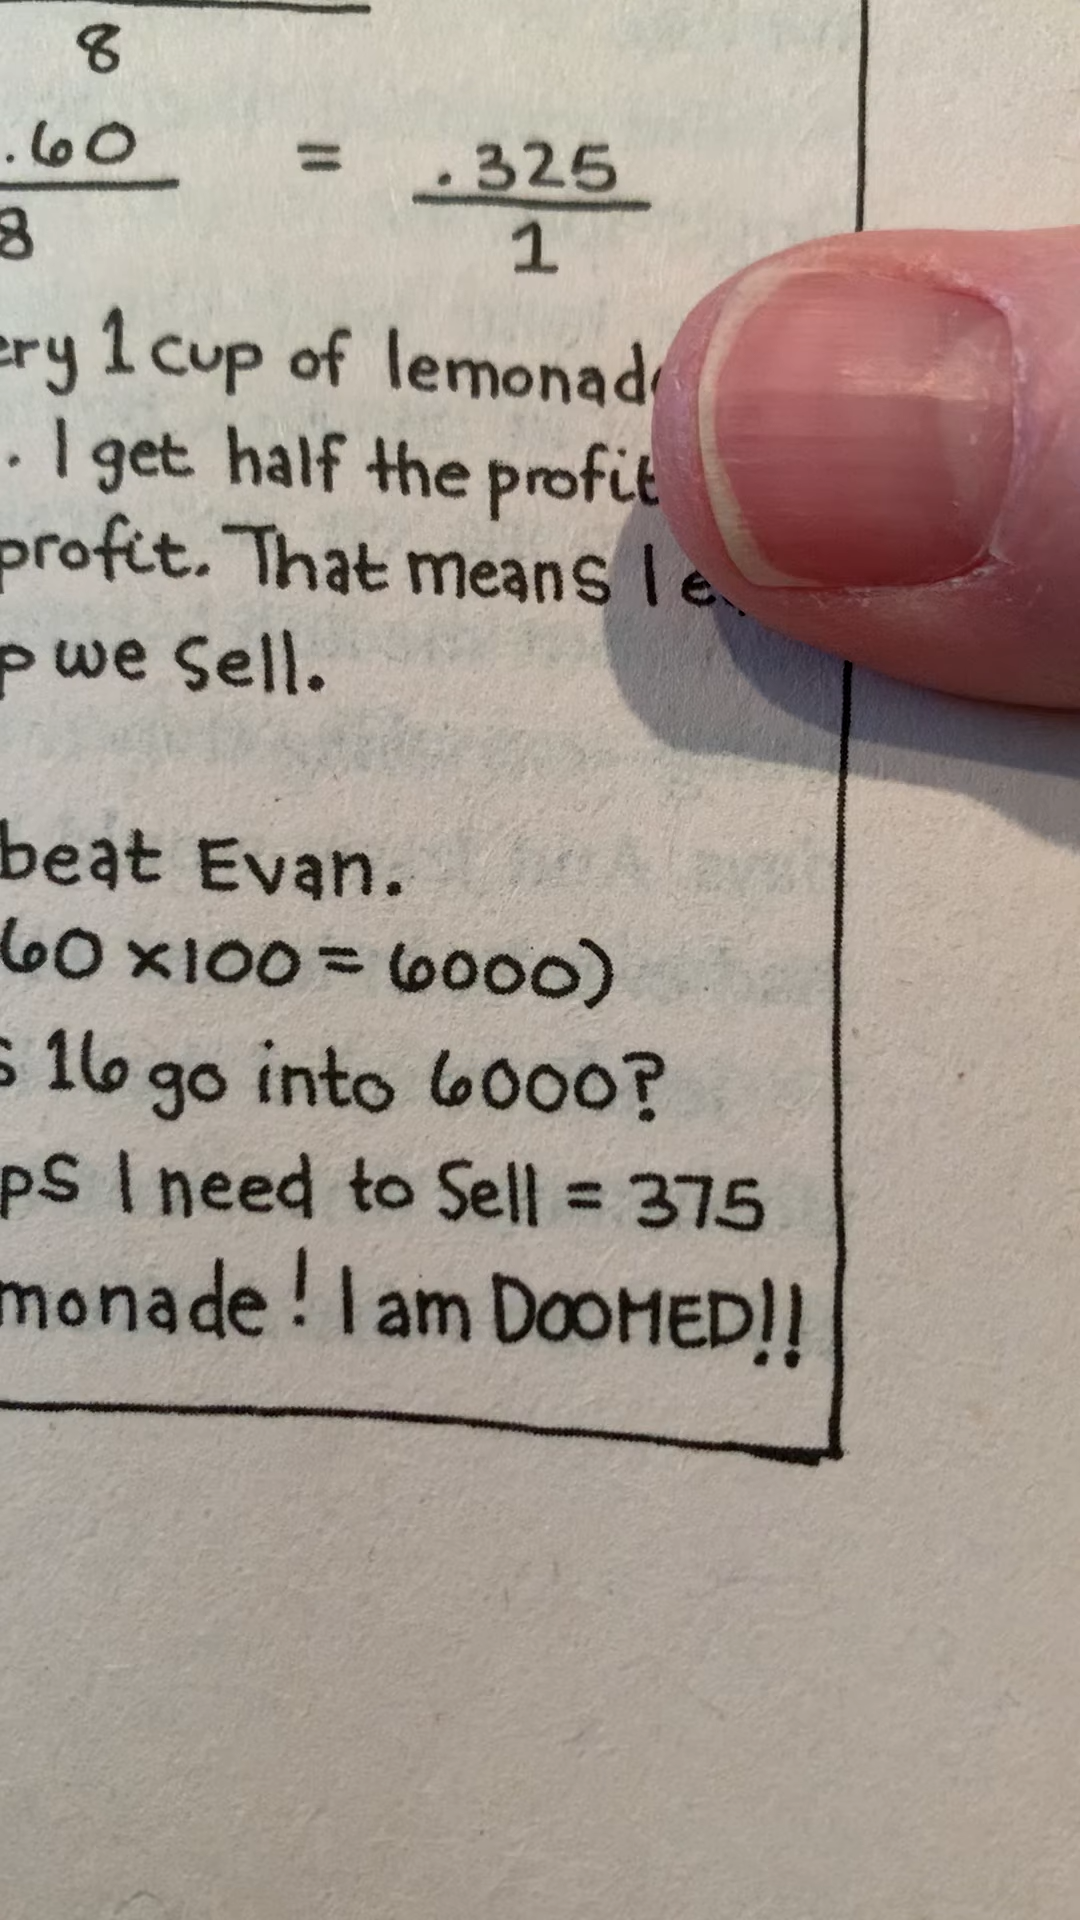 8
.60 = .325
8 1
ery 1 cup of lemonad
. I get half the profit
profit. That means I e
p we sell.
beat Evan.
60 x100 = 6000)
s 16 go into 6000?
ps I need to Sell = 375
monade! I am DOOMED!!